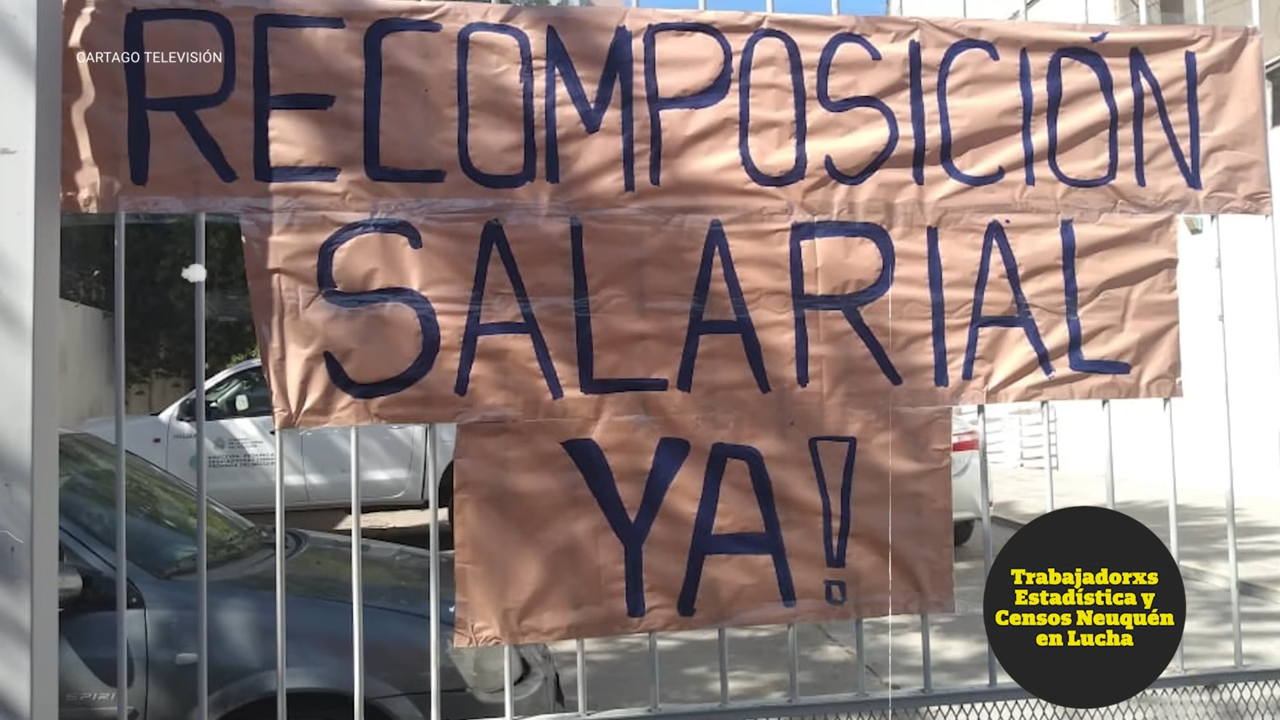 CARTAGO TELEVISIÓN
RECOMPOSICIÓN
SALARIAL
YA!
Trabajadorxs
Estadística y
Censos Neuquén
en Lucha